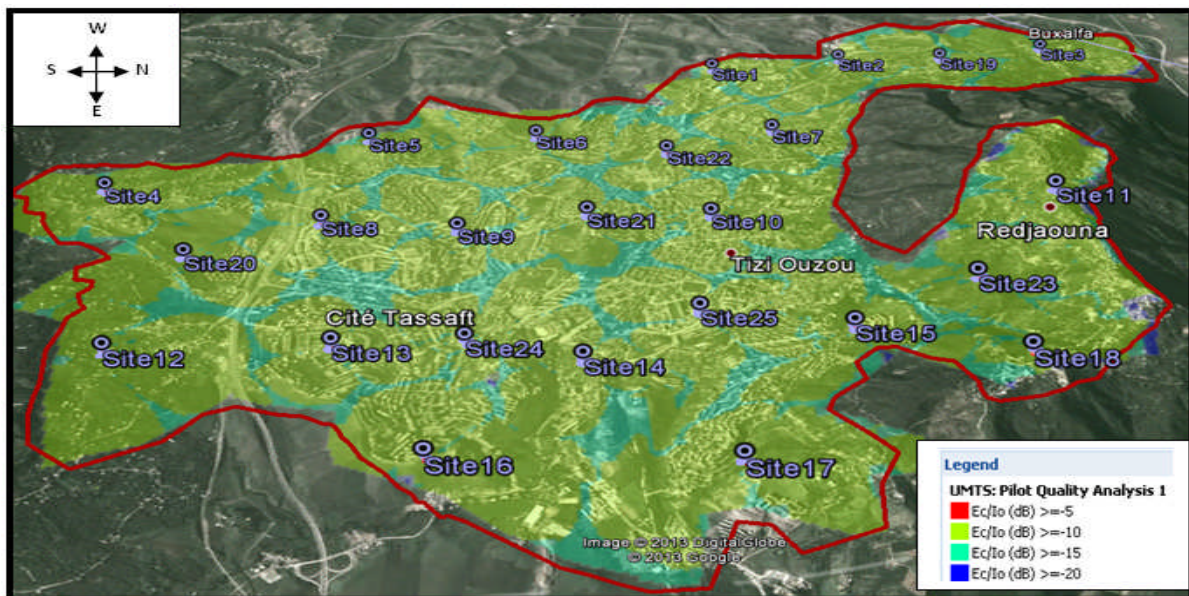 W
S N
E
Buxalfa
Site1
Site2
Site19
Site3
Site5
Site6
Site22
Site7
Site4
Site8
Site9
Site21
Site10
Site11
Redjaouna
Site20
Tizi Ouzou
Site23
Cité Tassaft
Site25
Site12
Site13
Site24
Site14
Site15
Site18
Site16
Site17
Image © 2013 DigitalGlobe
© 2013 Google
Legend
UMTS: Pilot Quality Analysis 1
Ec/Io (dB) >=-5
Ec/Io (dB) >=-10
Ec/Io (dB) >=-15
Ec/Io (dB) >=-20